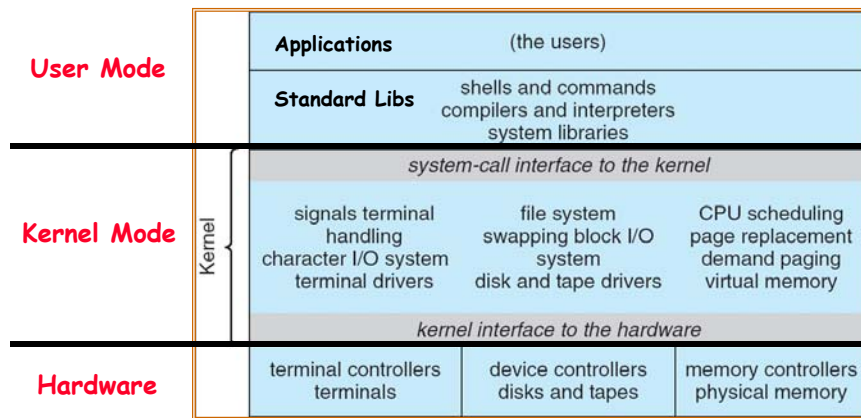 User Mode
Applications
(the users)
Standard Libs
shells and commands
compilers and interpreters
system libraries
Kernel Mode
Kernel
system-call interface to the kernel
signals terminal
handling
character I/O system
terminal drivers
file system
swapping block I/O
system
disk and tape drivers
CPU scheduling
page replacement
demand paging
virtual memory
kernel interface to the hardware
Hardware
terminal controllers
terminals
device controllers
disks and tapes
memory controllers
physical memory